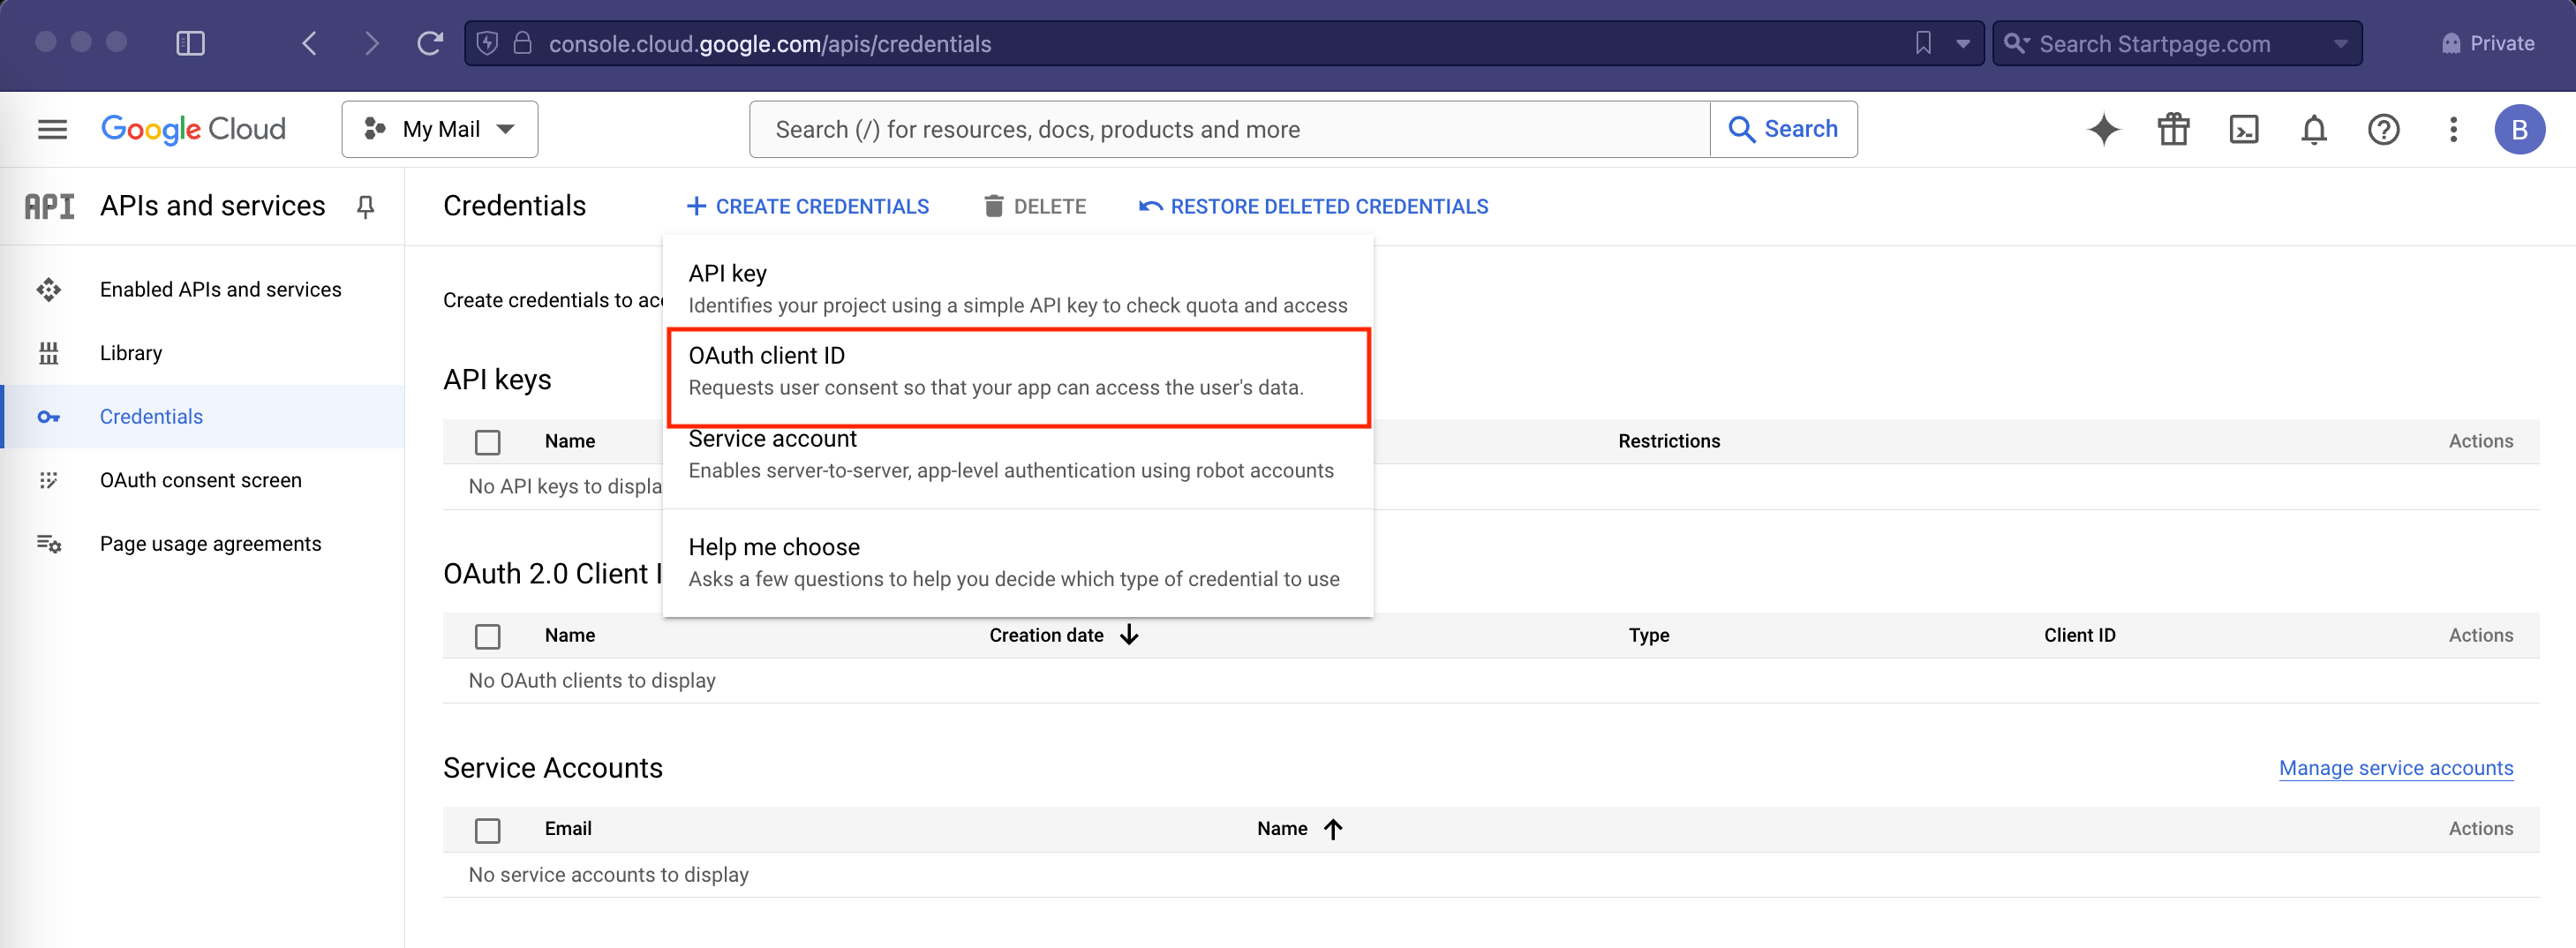 console.cloud.google.com/apis/credentials
Search Startpage.com
Private
Google Cloud
My Mail
Search (/) for resources, docs, products and more
Search
B
API
APIs and services
Credentials
CREATE CREDENTIALS
DELETE
RESTORE DELETED CREDENTIALS
Enabled APIs and services
Library
Credentials
OAuth consent screen
Page usage agreements
Create credentials to acc
API key
Identifies your project using a simple API key to check quota and access
OAuth client ID
Requests user consent so that your app can access the user's data.
Service account
Enables server-to-server, app-level authentication using robot accounts
Help me choose
Asks a few questions to help you decide which type of credential to use
API keys
Name Restrictions Actions
No API keys to displa
OAuth 2.0 Client I
Name Creation date Type Client ID Actions
No OAuth clients to display
Service Accounts
Manage service accounts
Email Name Actions
No service accounts to display